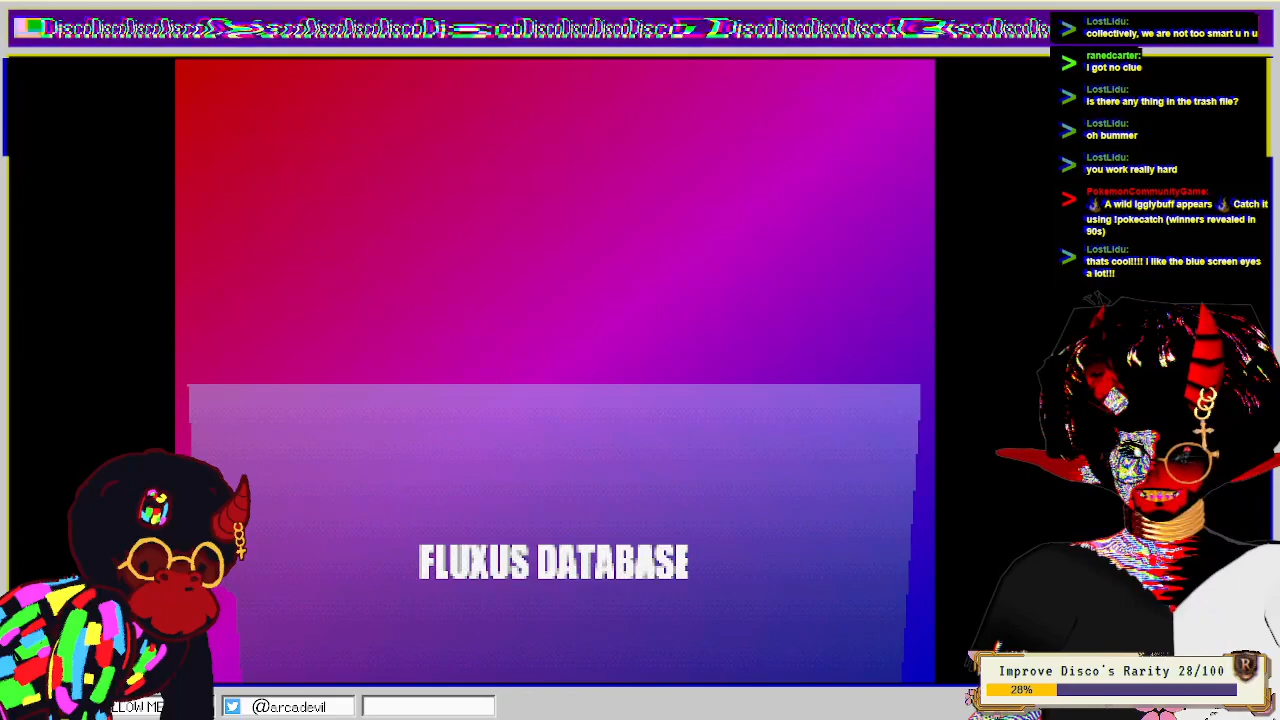 LostLidu:
collectively, we are not too smart u n u
ranedcarter:
i got no clue
LostLidu:
is there any thing in the trash file?
LostLidu:
oh bummer
LostLidu:
you work really hard
PokemonCommunityGame:
A wild Igglybuff appears Catch it
using !pokecatch (winners revealed in
90s)
LostLidu:
thats cool!!!! I like the blue screen eyes
a lot!!!
FLUXUS DATABASE
Improve Disco's Rarity 28/100
R
28%
LLOW ME
@arcadevil